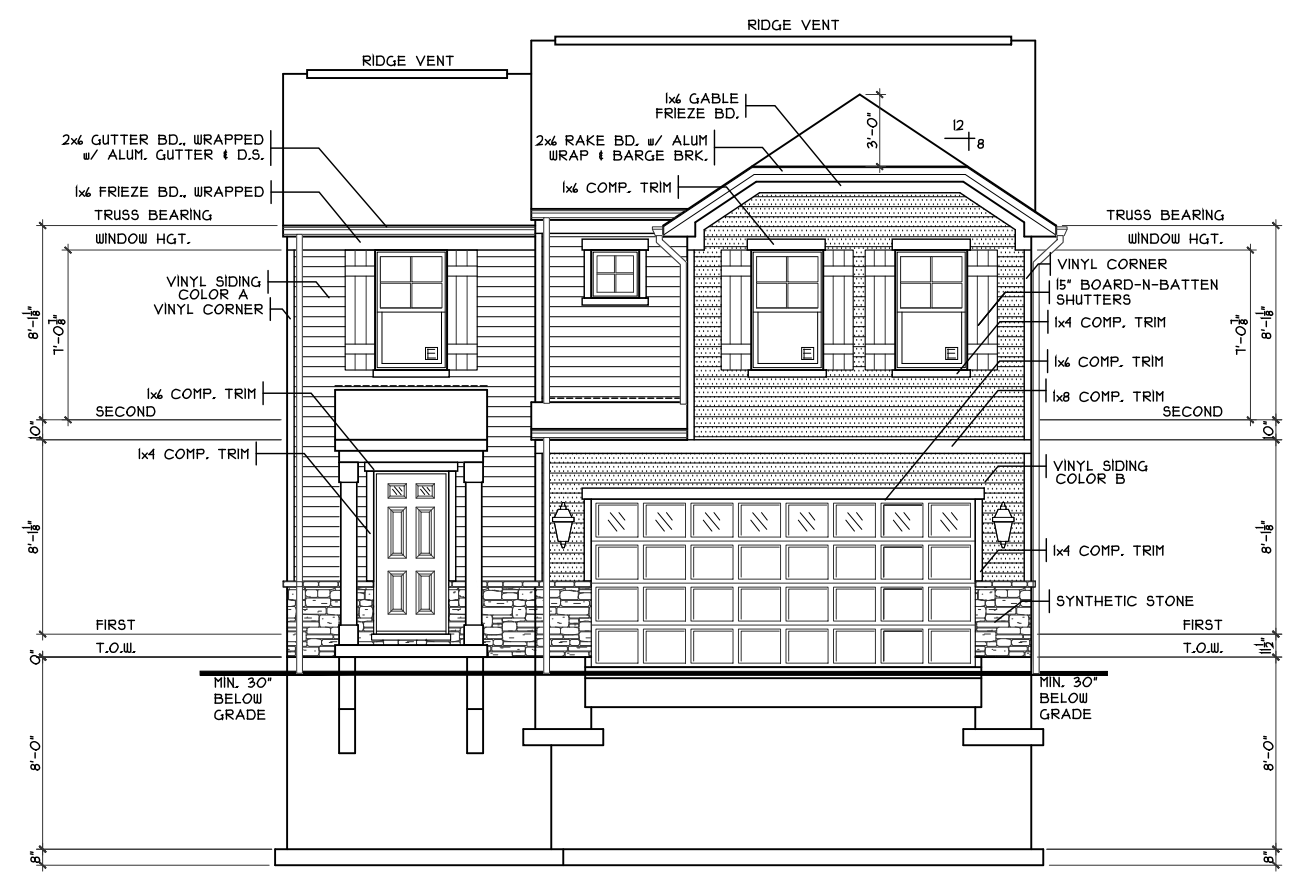 RIDGE VENT
RIDGE VENT
1x6 GABLE
FRIEZE BD.
3'-0"
12
8
2x6 GUTTER BD., WRAPPED
w/ ALUM. GUTTER & D.S.
2x6 RAKE BD. w/ ALUM
WRAP & BARGE BRK.
1x6 FRIEZE BD., WRAPPED
1x6 COMP. TRIM
TRUSS BEARING
TRUSS BEARING
WINDOW HGT.
WINDOW HGT.
VINYL SIDING
COLOR A
VINYL CORNER
VINYL CORNER
15" BOARD-N-BATTEN
SHUTTERS
8'-1 1/8"
7'-0 1/8"
7'-0 1/8"
8'-1 1/8"
1x4 COMP. TRIM
E
E
E
1x6 COMP. TRIM
1x6 COMP. TRIM
1x8 COMP. TRIM
SECOND
SECOND
10"
10"
1x4 COMP. TRIM
VINYL SIDING
COLOR B
8'-1 1/8"
8'-1 1/8"
1x4 COMP. TRIM
SYNTHETIC STONE
FIRST
FIRST
T.O.W.
T.O.W.
0"
11 1/2"
MIN. 30"
BELOW
GRADE
MIN. 30"
BELOW
GRADE
8'-0"
8'-0"
8"
8"